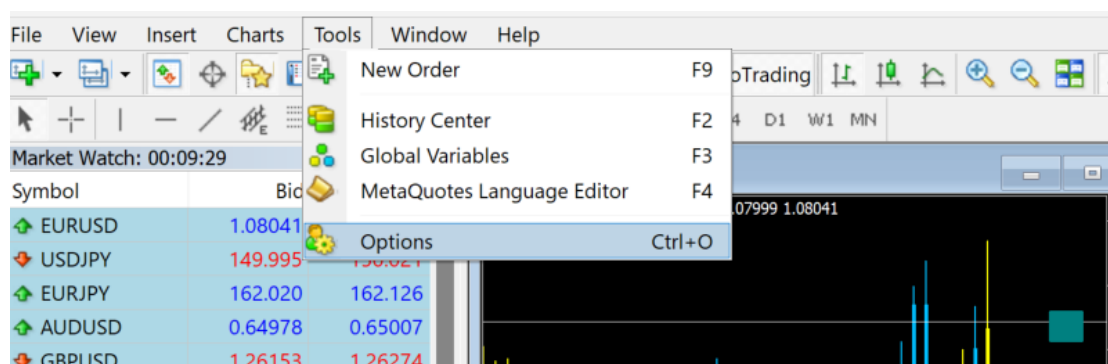 File View Insert Charts Tools Window Help
New Order F9
oTrading
History Center F2
4 D1 W1 MN
Market Watch: 00:09:29
Global Variables F3
Symbol Bid
MetaQuotes Language Editor F4
.07999 1.08041
EURUSD 1.08041
Options Ctrl+O
USDJPY 149.995
EURJPY 162.020 162.126
AUDUSD 0.64978 0.65007
GBPUSD 1.26153 1.26274
E